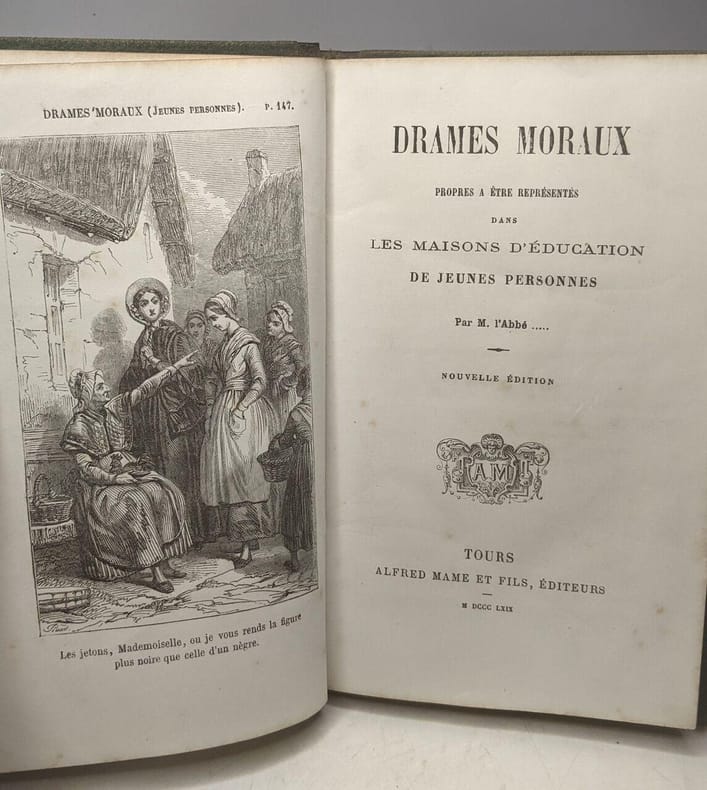 DRAMES MORAUX (JEUNES PERSONNES). P. 147.
Les jetons, Mademoiselle, ou je vous rends la figure
plus noire que celle d'un nègre.
DRAMES MORAUX
PROPRES A ÊTRE REPRÉSENTÉS
DANS
LES MAISONS D'ÉDUCATION
DE JEUNES PERSONNES
Par M. l'Abbé .....
NOUVELLE ÉDITION
AM
TOURS
ALFRED MAME ET FILS, ÉDITEURS
M DCCC LXIX